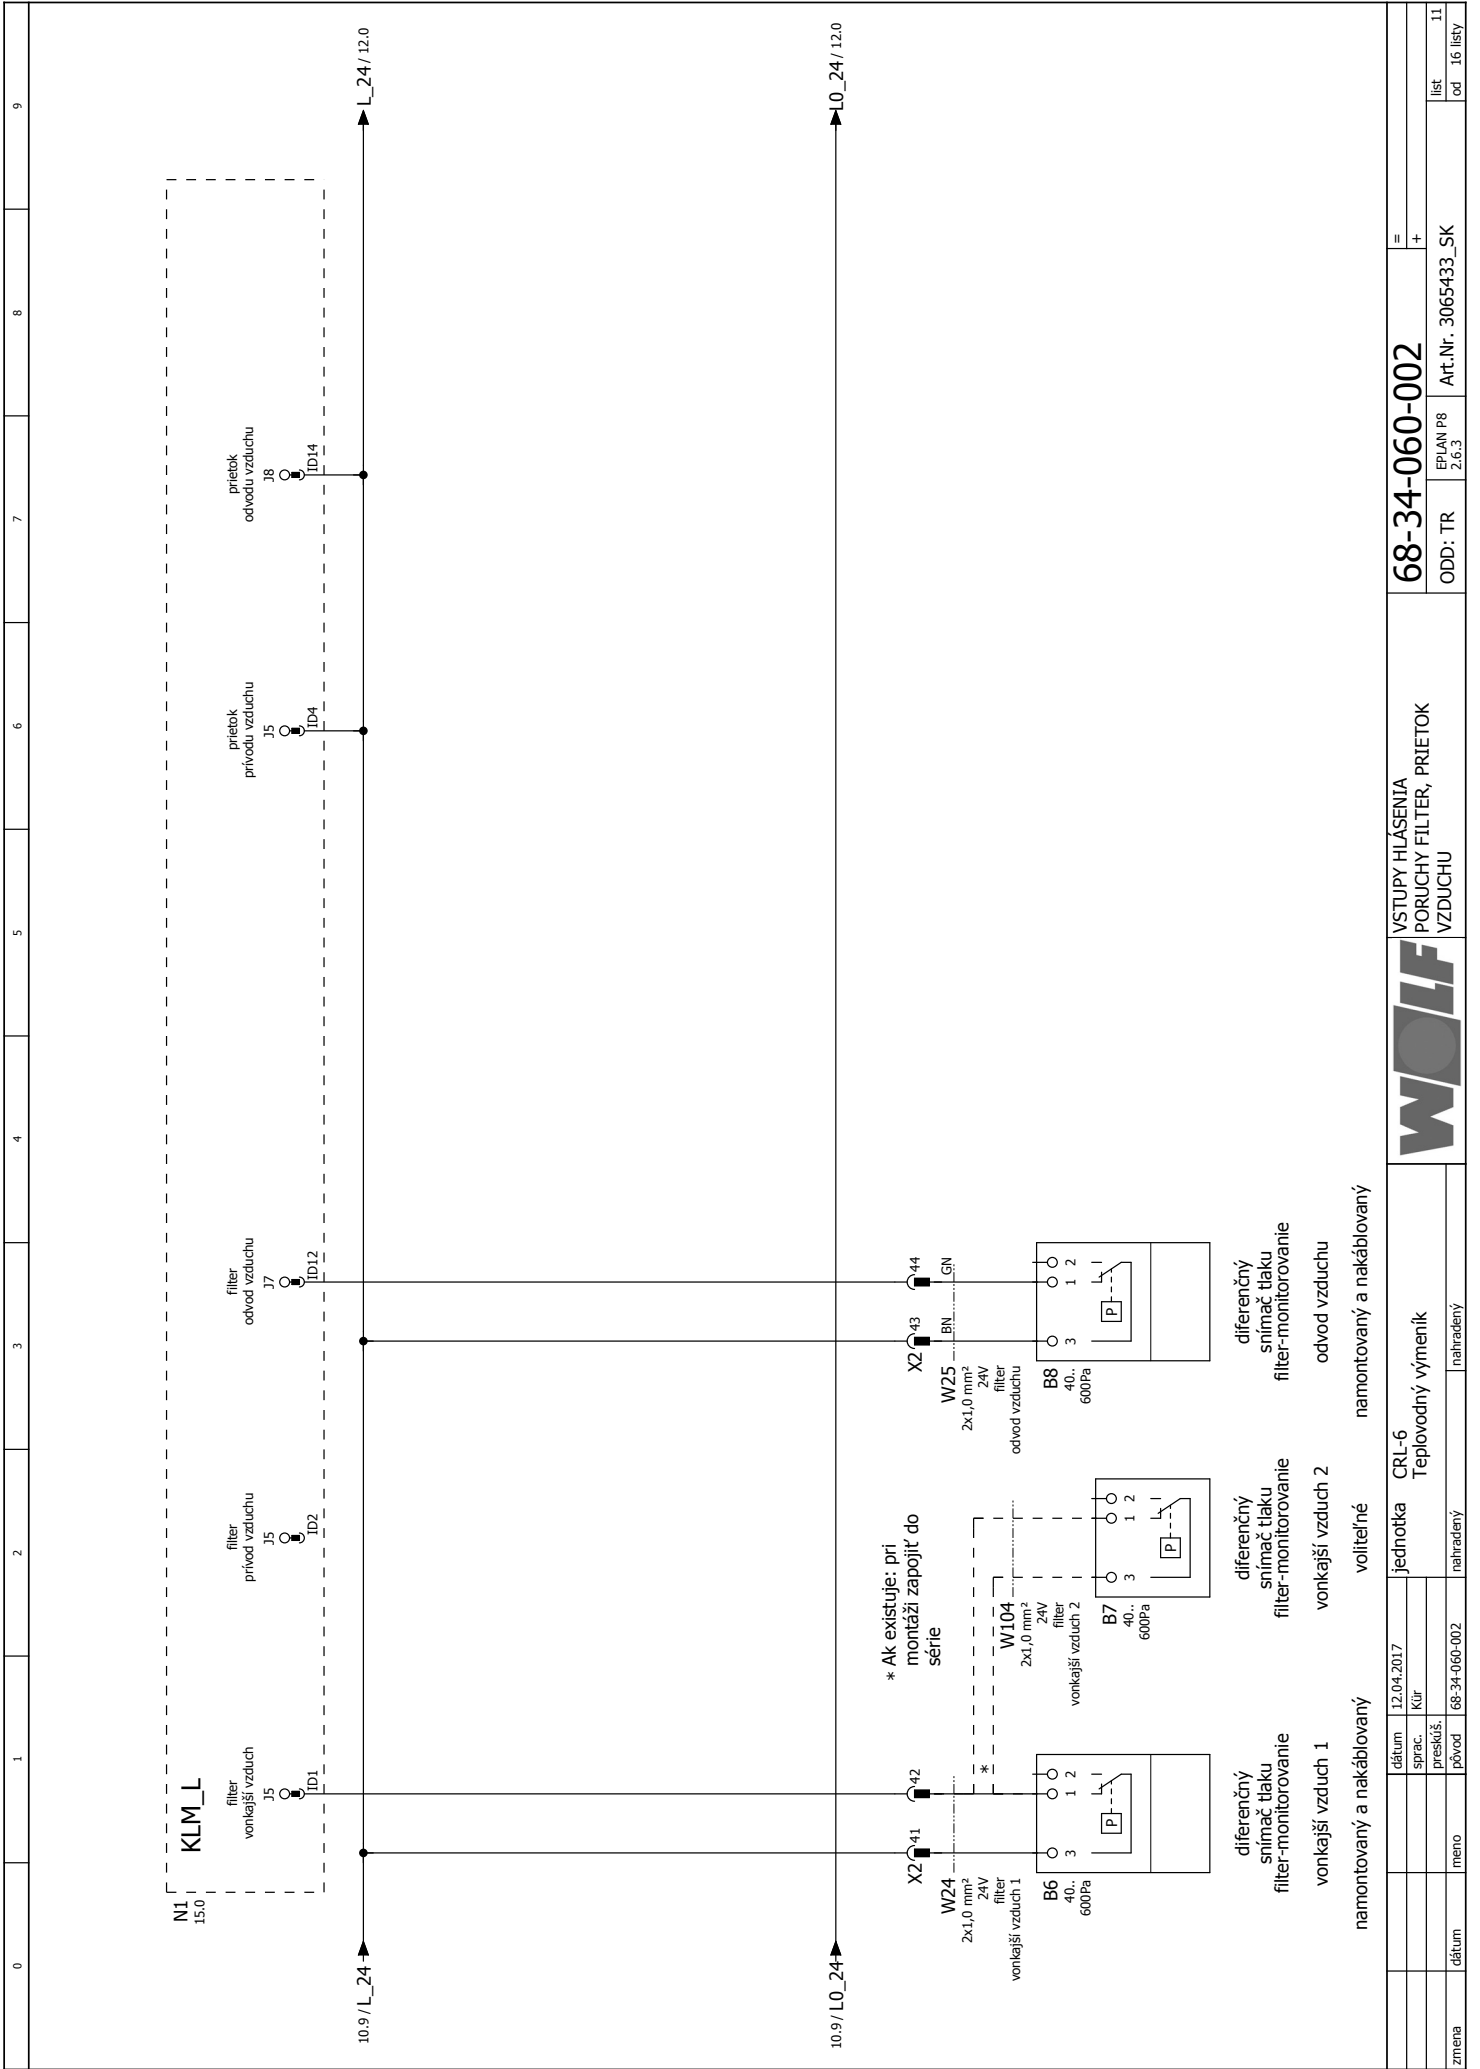 0 1 2 3 4 5 6 7 8 9
N1
15.0
KLM_L
filter
vonkajší vzduch
J5
ID1
filter
prívod vzduchu
J5
ID2
filter
odvod vzduchu
J7
ID12
prietok
prívodu vzduchu
J5
ID4
prietok
odvodu vzduchu
J8
ID14
10.9 / L_24
L_24 / 12.0
10.9 / L0_24
L0_24 / 12.0
* Ak existuje: pri
montáži zapojiť do
série
X2 41 42
W24
2x1,0 mm²
24V
filter
vonkajší vzduch 1
*
B6
40..
600Pa
3 1 2
P
W104
2x1,0 mm²
24V
filter
vonkajší vzduch 2
B7
40..
600Pa
3 1 2
P
X2 43 44
W25
BN GN
2x1,0 mm²
24V
filter
odvod vzduchu
B8
40..
600Pa
3 1 2
P
diferenčný
snímač tlaku
filter-monitorovanie
vonkajší vzduch 1
namontovaný a nakáblovaný
diferenčný
snímač tlaku
filter-monitorovanie
vonkajší vzduch 2
voliteľné
diferenčný
snímač tlaku
filter-monitorovanie
odvod vzduchu
namontovaný a nakáblovaný
zmena dátum meno
dátum 12.04.2017
sprac. Kür
preskúš.
pôvod 68-34-060-002
jednotka CRL-6
Teplovodný výmeník
nahradený nahradený
WOLF
VSTUPY HLÁSENIA
PORUCHY FILTER, PRIETOK
VZDUCHU
68-34-060-002
=
+
ODD: TR
EPLAN P8
2.6.3
Art.Nr. 3065433_SK
list 11
od 16 listy